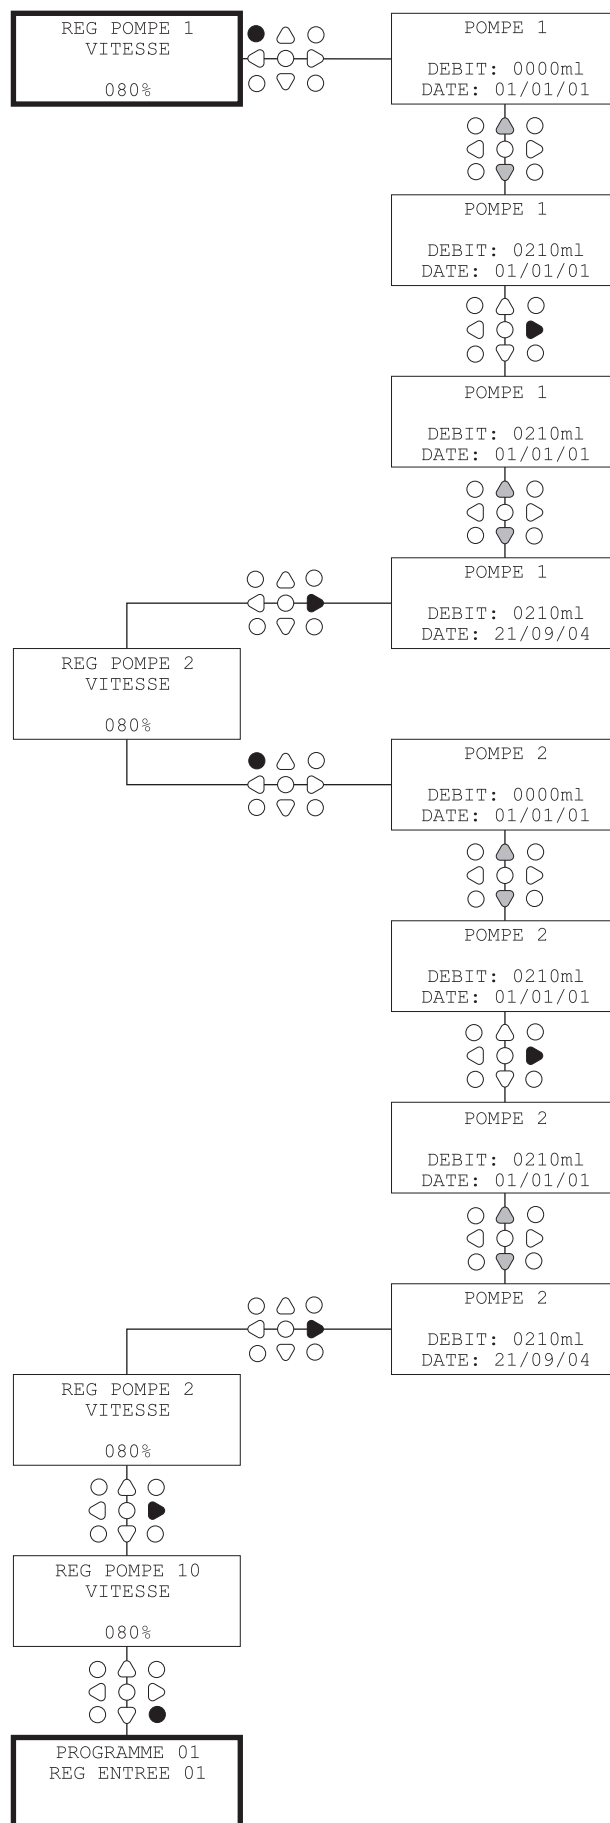 REG POMPE 1
VITESSE
080%
POMPE 1
DEBIT: 0000ml
DATE: 01/01/01
POMPE 1
DEBIT: 0210ml
DATE: 01/01/01
POMPE 1
DEBIT: 0210ml
DATE: 01/01/01
POMPE 1
DEBIT: 0210ml
DATE: 21/09/04
REG POMPE 2
VITESSE
080%
POMPE 2
DEBIT: 0000ml
DATE: 01/01/01
POMPE 2
DEBIT: 0210ml
DATE: 01/01/01
POMPE 2
DEBIT: 0210ml
DATE: 01/01/01
POMPE 2
DEBIT: 0210ml
DATE: 21/09/04
REG POMPE 2
VITESSE
080%
REG POMPE 10
VITESSE
080%
PROGRAMME 01
REG ENTREE 01